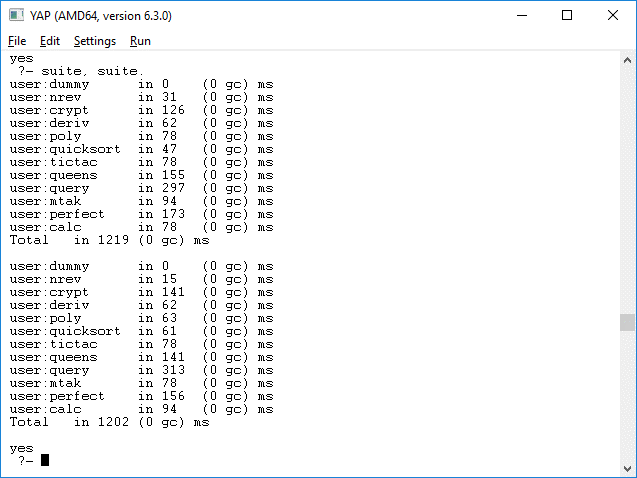 YAP (AMD64, version 6.3.0)
File Edit Settings Run
yes
?- suite, suite.
user:dummy in 0 (0 gc) ms
user:nrev in 31 (0 gc) ms
user:crypt in 126 (0 gc) ms
user:deriv in 62 (0 gc) ms
user:poly in 78 (0 gc) ms
user:quicksort in 47 (0 gc) ms
user:tictac in 78 (0 gc) ms
user:queens in 155 (0 gc) ms
user:query in 297 (0 gc) ms
user:mtak in 94 (0 gc) ms
user:perfect in 173 (0 gc) ms
user:calc in 78 (0 gc) ms
Total in 1219 (0 gc) ms
user:dummy in 0 (0 gc) ms
user:nrev in 15 (0 gc) ms
user:crypt in 141 (0 gc) ms
user:deriv in 62 (0 gc) ms
user:poly in 63 (0 gc) ms
user:quicksort in 61 (0 gc) ms
user:tictac in 78 (0 gc) ms
user:queens in 141 (0 gc) ms
user:query in 313 (0 gc) ms
user:mtak in 78 (0 gc) ms
user:perfect in 156 (0 gc) ms
user:calc in 94 (0 gc) ms
Total in 1202 (0 gc) ms
yes
?-